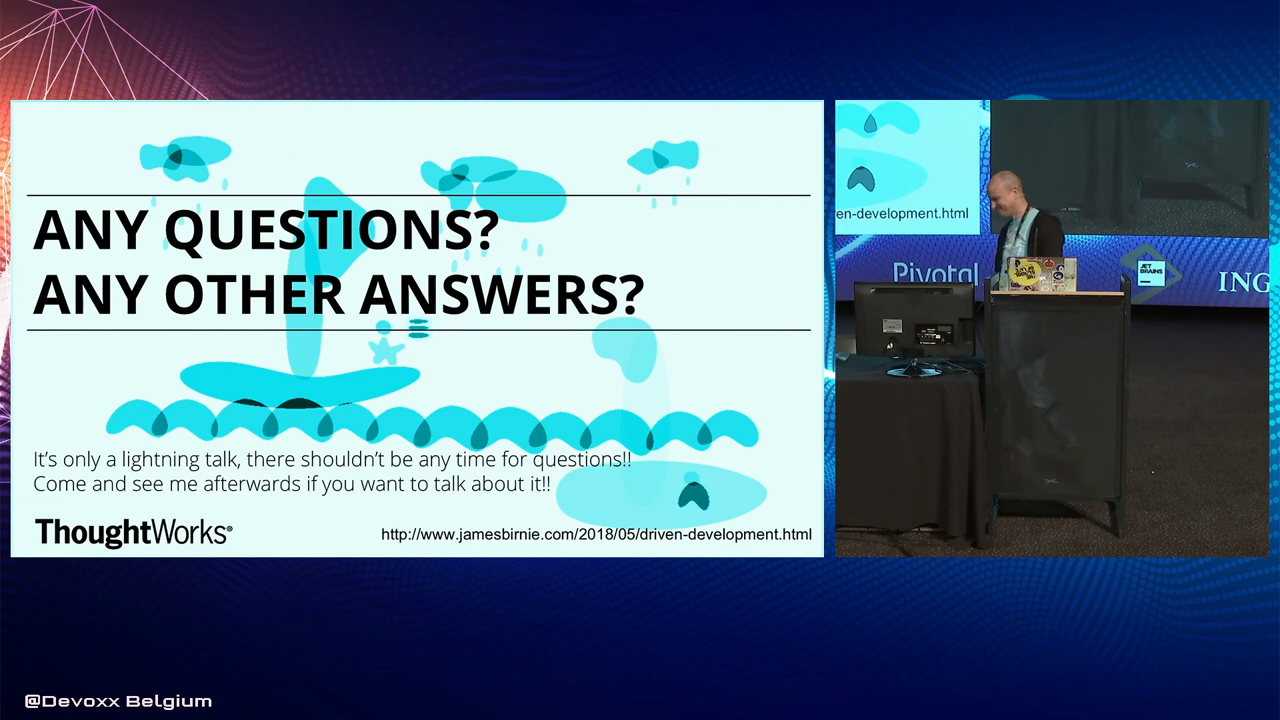 ANY QUESTIONS?
ANY OTHER ANSWERS?
It's only a lightning talk, there shouldn't be any time for questions!!
Come and see me afterwards if you want to talk about it!!
ThoughtWorks®
http://www.jamesbirnie.com/2018/05/driven-development.html
en-development.html
Pivotal
JET
BRAINS
ING
@Devoxx Belgium